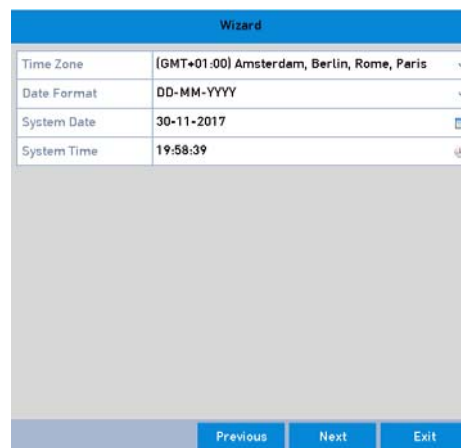 Wizard
Time Zone (GMT+01:00) Amsterdam, Berlin, Rome, Paris
Date Format DD-MM-YYYY
System Date 30-11-2017
System Time 19:58:39
Previous Next Exit